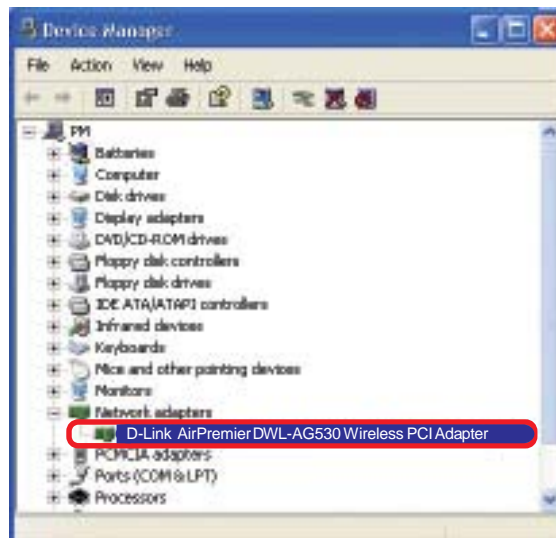 Device Manager
File Action View Help
PM
Batteries
Computer
Disk drives
Display adapters
DVD/CD-ROM drives
Floppy disk controllers
Floppy disk drives
IDE ATA/ATAPI controllers
Infrared devices
Keyboards
Mice and other pointing devices
Monitors
Network adapters
D-Link AirPremier DWL-AG530 Wireless PCI Adapter
PCMCIA adapters
Ports (COM & LPT)
Processors